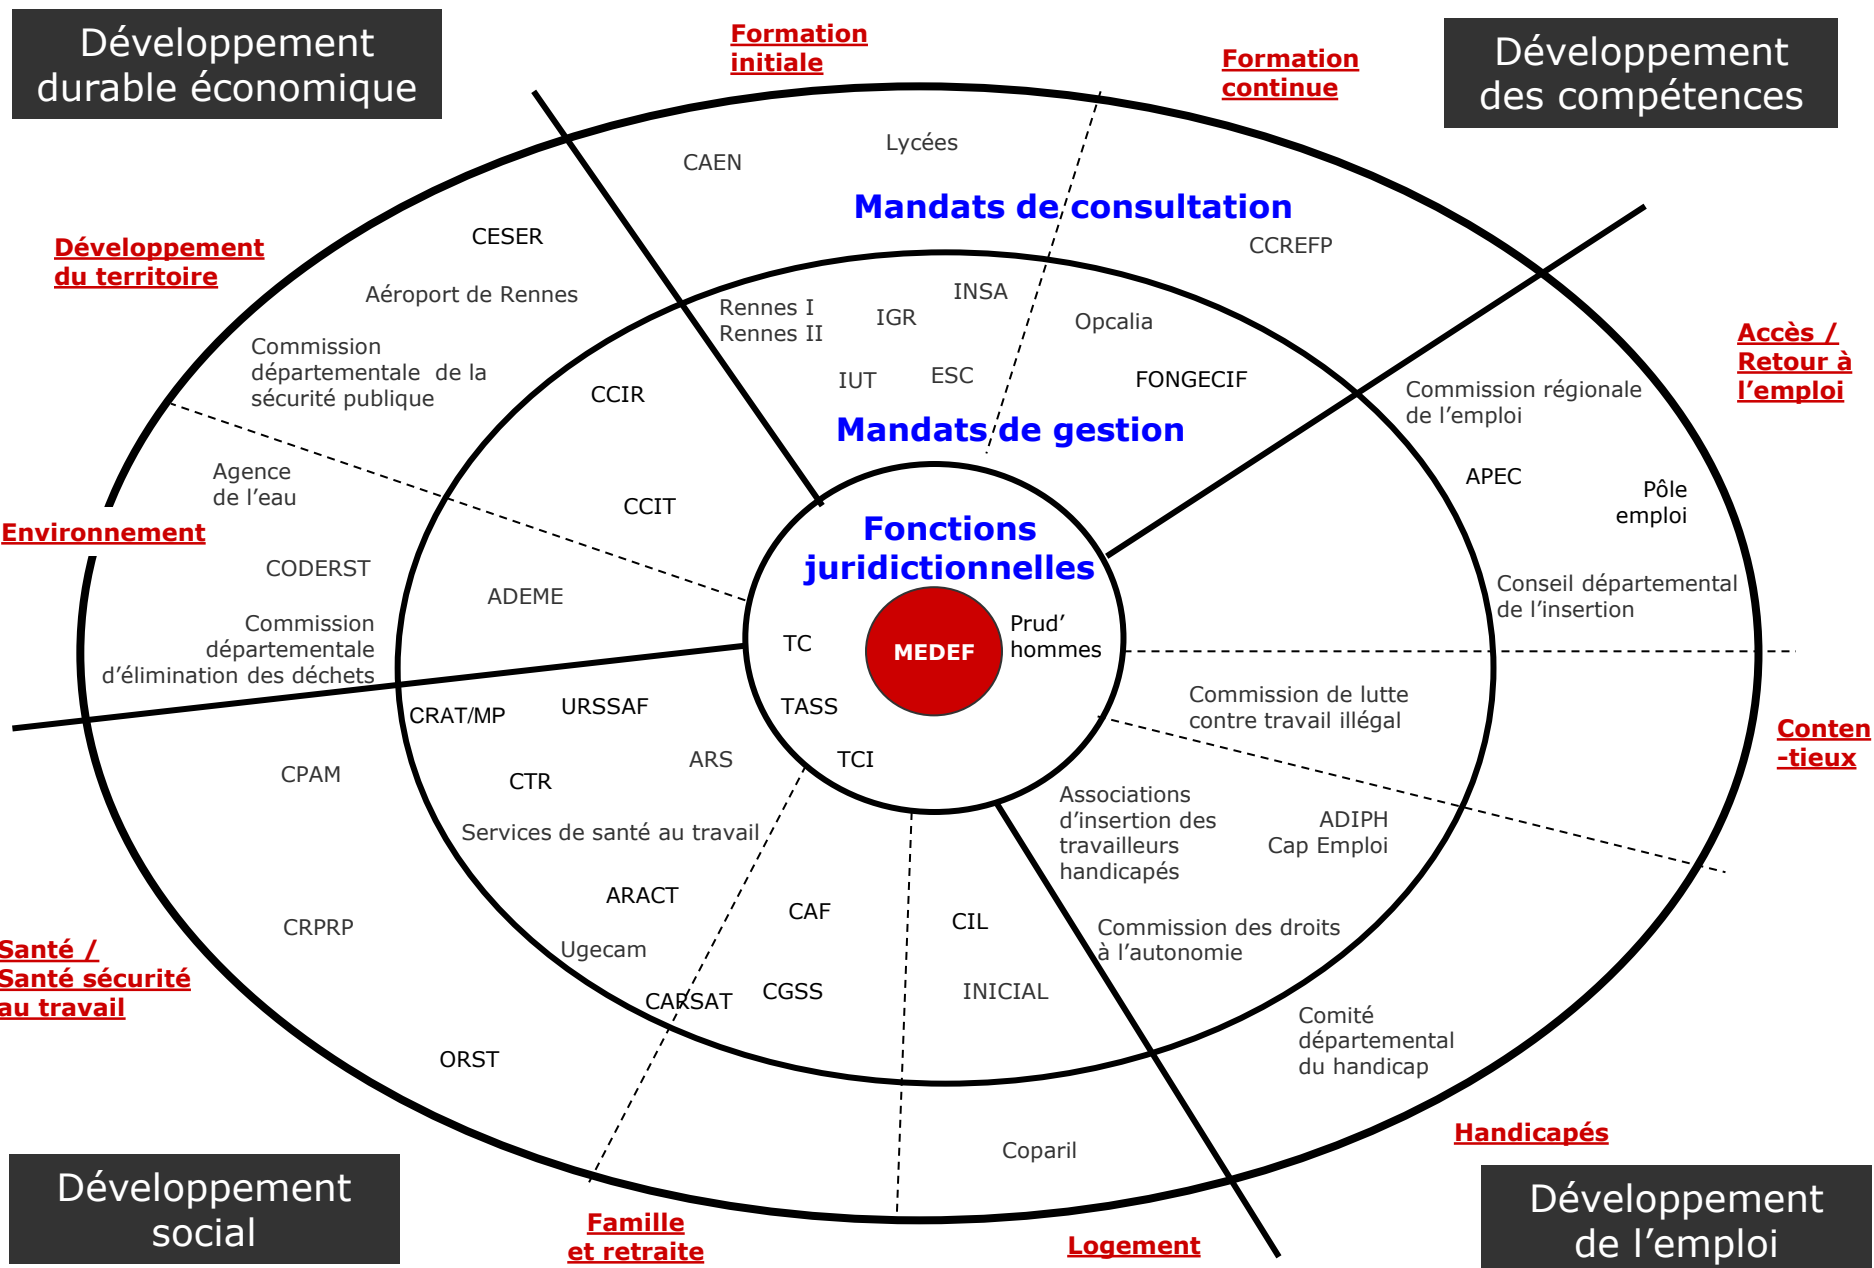 Développement
durable économique
Formation
initiale
Formation
continue
Développement
des compétences
CAEN
Lycées
Mandats de consultation
CCREFP
Développement
du territoire
CESER
Aéroport de Rennes
Commission
départementale  de la
sécurité publique
Rennes I
Rennes II
IGR
INSA
IUT
ESC
Opcalia
FONGECIF
Mandats de gestion
Accès /
Retour à
l’emploi
Commission régionale
de l’emploi
APEC
Pôle
emploi
Conseil départemental
de l’insertion
CCIR
CCIT
Agence
de l’eau
Environnement
CODERST
ADEME
Commission
départementale
d’élimination des déchets
Fonctions
juridictionnelles
TC
MEDEF
Prud’
hommes
TASS
TCI
CRAT/MP
URSSAF
ARS
CTR
CPAM
Services de santé au travail
ARACT
Ugecam
CARSAT
CRPRP
Santé /
Santé sécurité
au travail
ORST
CAF
CGSS
CIL
INICIAL
Coparil
Commission de lutte
contre travail illégal
Conten
-tieux
Associations
d’insertion des
travailleurs
handicapés
ADIPH
Cap Emploi
Commission des droits
à l’autonomie
Comité
départemental
du handicap
Handicapés
Développement
social
Famille
et retraite
Logement
Développement
de l’emploi